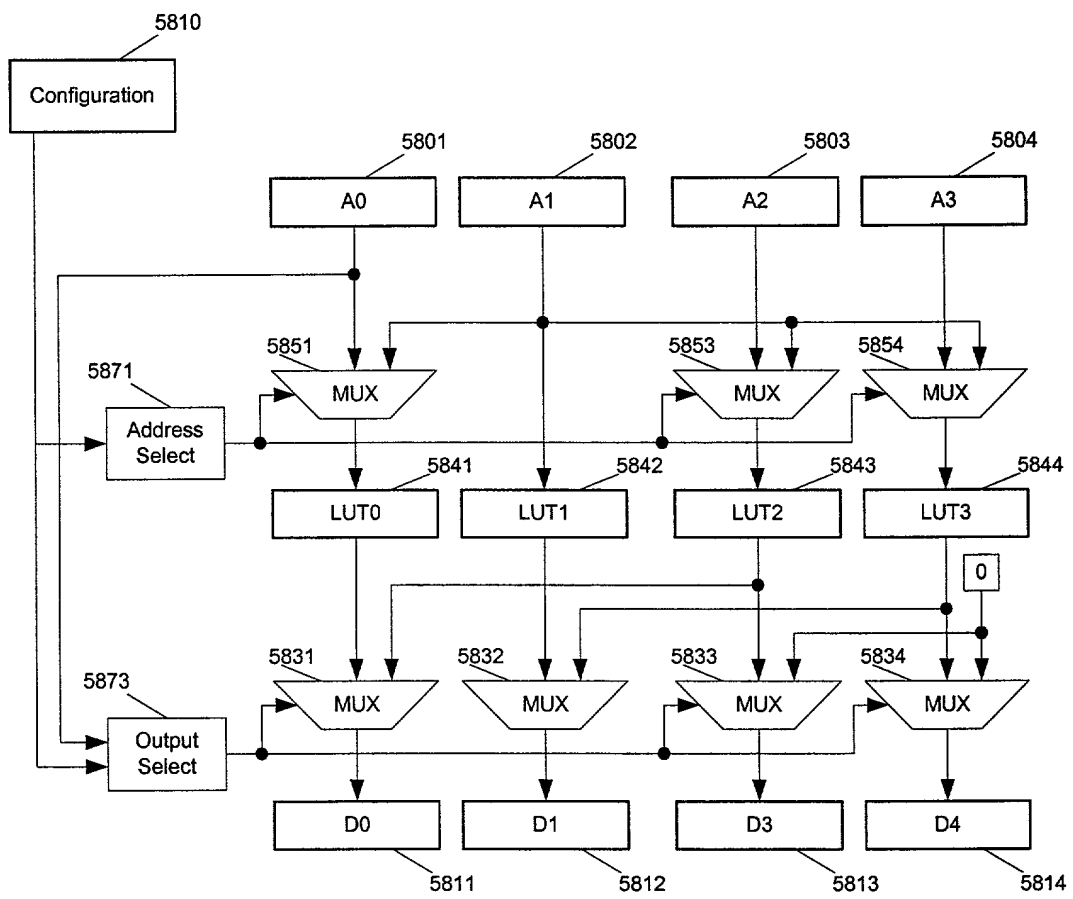 5810
Configuration
5801
5802
5803
5804
A0
A1
A2
A3
5851
5853
5854
5871
MUX
MUX
MUX
Address
Select
5841
5842
5843
5844
LUT0
LUT1
LUT2
LUT3
0
5831
5832
5833
5834
5873
MUX
MUX
MUX
MUX
Output
Select
D0
D1
D3
D4
5811
5812
5813
5814